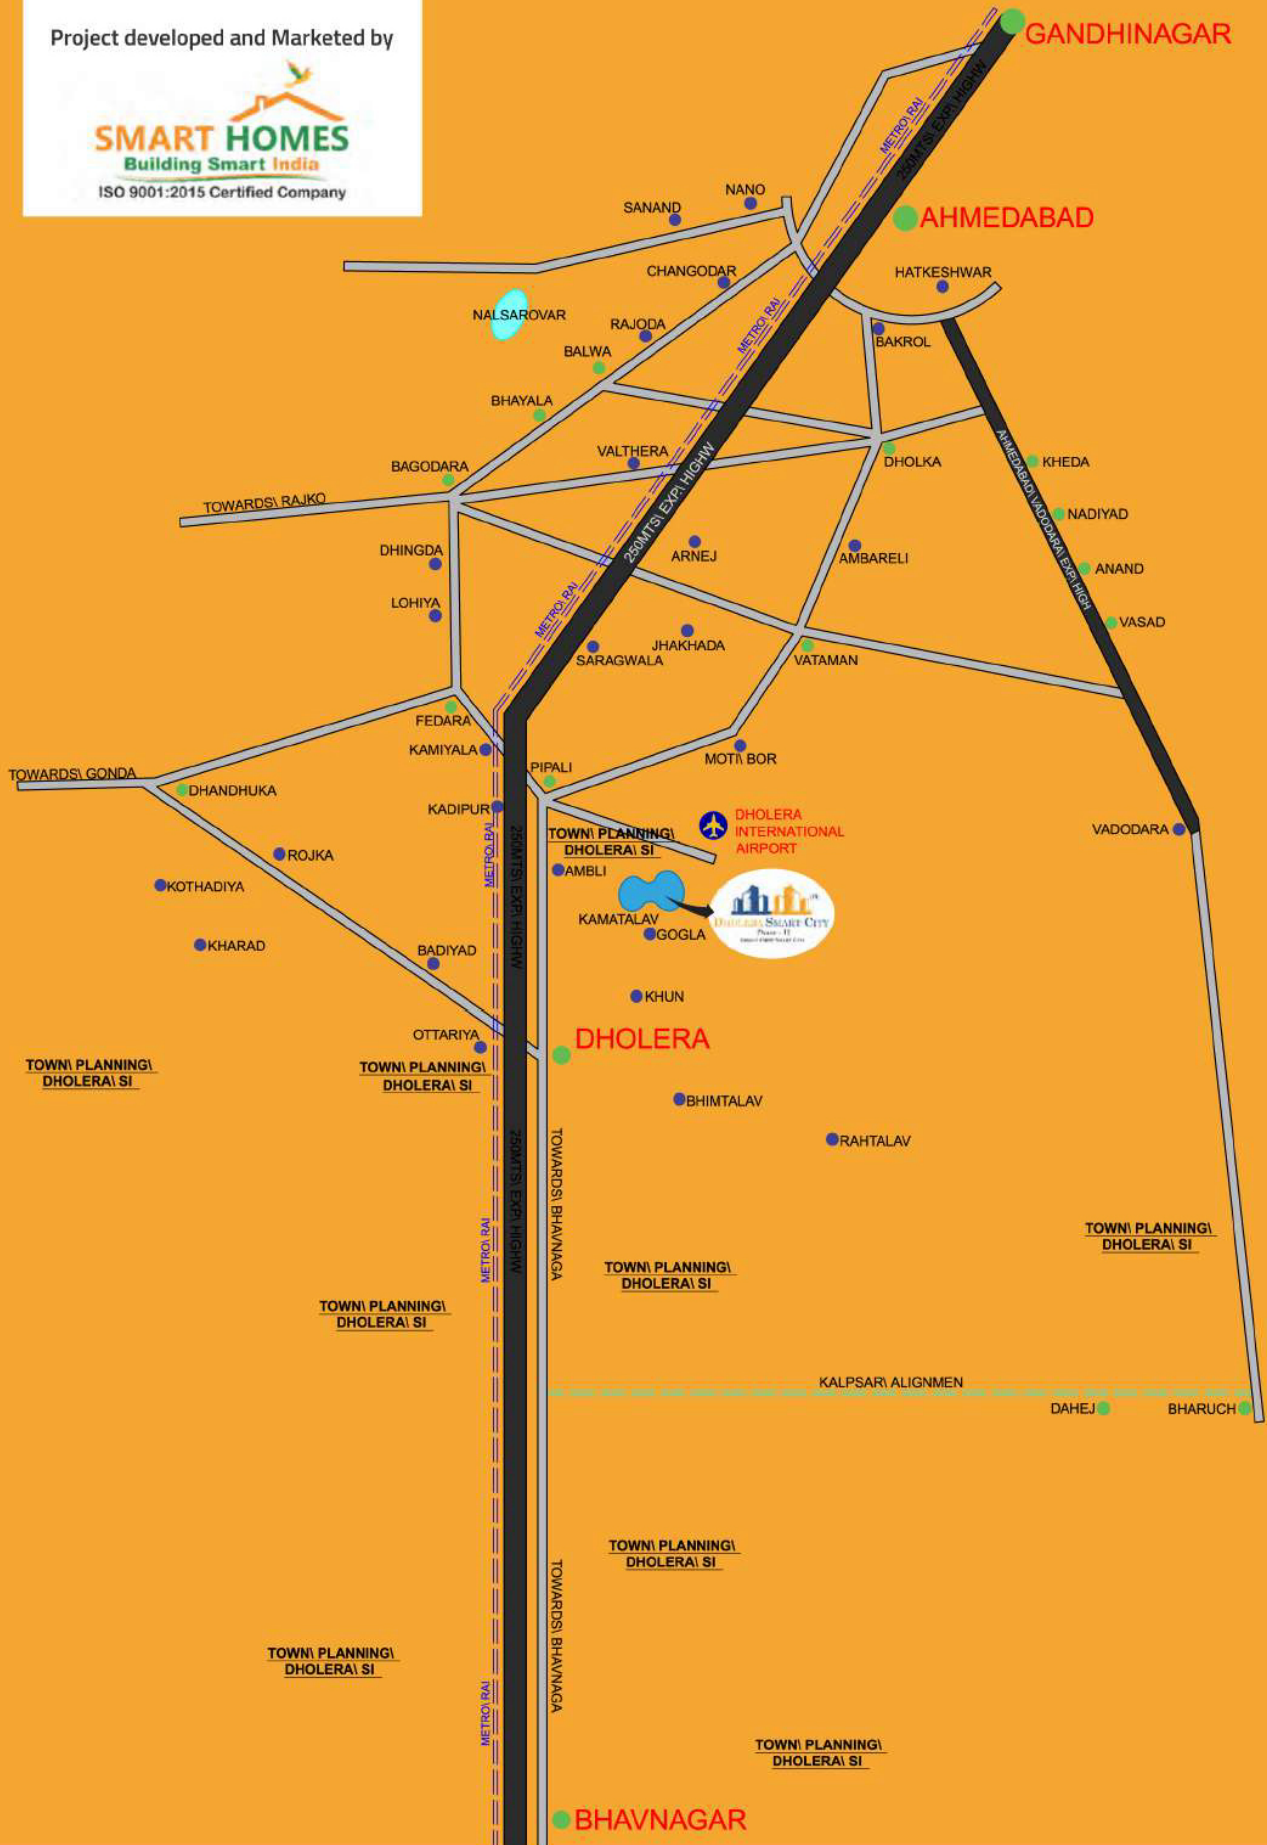 Project developed and Marketed by
SMART HOMES
Building Smart India
ISO 9001:2015 Certified Company
GANDHINAGAR
METRO\ RAI
250MTS\ EXP\ HIGHW
NANO
SANAND
AHMEDABAD
CHANGODAR
HATKESHWAR
NALSAROVAR
RAJODA
METRO\ RAI
BAKROL
BALWA
BHAYALA
VALTHERA
BAGODARA
DHOLKA
KHEDA
TOWARDS\ RAJKO
250MTS\ EXP\ HIGHW
AHMEDABAD\ VADODARA\ EXP\ HIGH
NADIYAD
DHINGDA
ARNEJ
AMBARELI
ANAND
LOHIYA
METRO\ RAI
VASAD
JHAKHADA
SARAGWALA
VATAMAN
FEDARA
KAMIYALA
MOTI\ BOR
PIPALI
TOWARDS\ GONDA
DHANDHUKA
KADIPUR
DHOLERA
INTERNATIONAL
AIRPORT
VADODARA
TOWN\ PLANNING\
DHOLERA\ SI
METRO\ RAI
250MTS\ EXP\ HIGHW
ROJKA
AMBLI
KOTHADIYA
KAMATALAV
DHOLERA SMART CITY
Phase - II
GOGLA
KHARAD
BADIYAD
KHUN
OTTARIYA
DHOLERA
TOWN\ PLANNING\
DHOLERA\ SI
TOWN\ PLANNING\
DHOLERA\ SI
BHIMTALAV
RAHTALAV
250MTS\ EXP\ HIGHW
TOWARDS\ BHAVNAGA
METRO\ RAI
TOWN\ PLANNING\
DHOLERA\ SI
TOWN\ PLANNING\
DHOLERA\ SI
TOWN\ PLANNING\
DHOLERA\ SI
KALPSAR\ ALIGNMEN
DAHEJ
BHARUCH
TOWN\ PLANNING\
DHOLERA\ SI
TOWARDS\ BHAVNAGA
TOWN\ PLANNING\
DHOLERA\ SI
METRO\ RAI
TOWN\ PLANNING\
DHOLERA\ SI
BHAVNAGAR